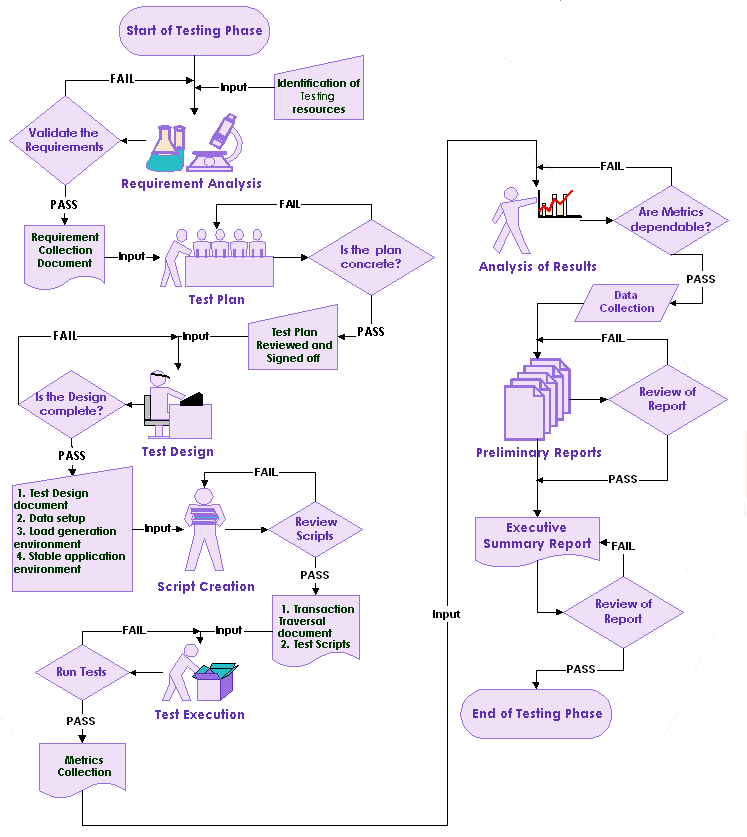 Start of Testing Phase
FAIL
Input
Identification of
Testing
resources
Validate the
Requirements
Requirement Analysis
PASS
Requirement
Collection
Document
Input
FAIL
Test Plan
Is the plan
concrete?
PASS
Test Plan
Reviewed and
Signed off
Input
FAIL
Is the Design
complete?
Test Design
PASS
1. Test Design
document
2. Data setup
3. Load generation
environment
4. Stable application
environment
Input
FAIL
Script Creation
Review
Scripts
PASS
1. Transaction
Traversal
document
2. Test Scripts
Input
FAIL
Run Tests
Test Execution
PASS
Metrics
Collection
Input
FAIL
Analysis of Results
Are Metrics
dependable?
PASS
Data
Collection
FAIL
Preliminary Reports
Review of
Report
PASS
Executive
Summary Report
FAIL
Review of
Report
PASS
End of Testing Phase